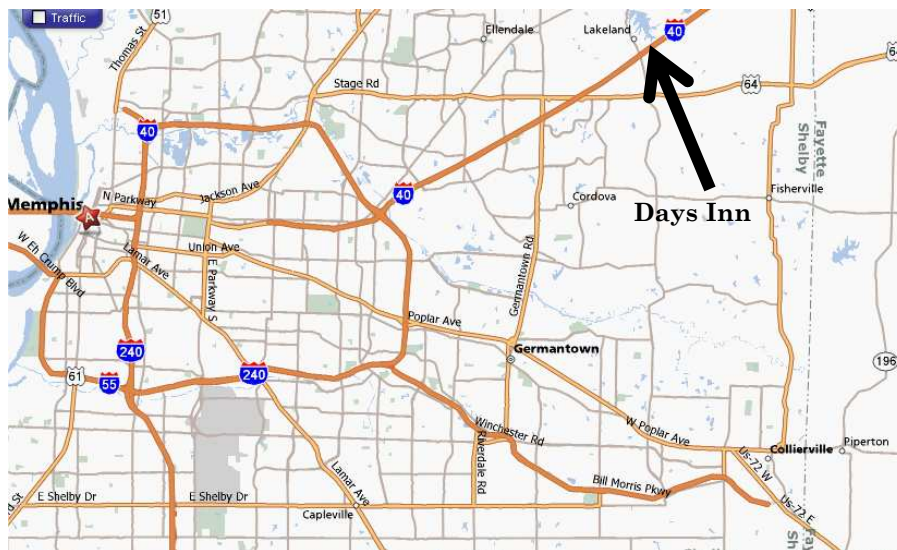 Traffic
51
Thomas St
Ellendale
Lakeland
40
64
64
Stage Rd
40
Fayette
Shelby
Jackson Ave
N Parkway
40
Cordova
Fisherville
Memphis
Days Inn
Union Ave
Lamar Ave
E Parkway S
W Eh Crump Blvd
Germantown Rd
Poplar Ave
Germantown
240
196
61
55
240
W Poplar Ave
Winchester Rd
Riverdale Rd
Collierville
Piperton
Us-72 W
Bill Morris Pkwy
Lamar Ave
E Shelby Dr
E Shelby Dr
Capleville
Us-72 E